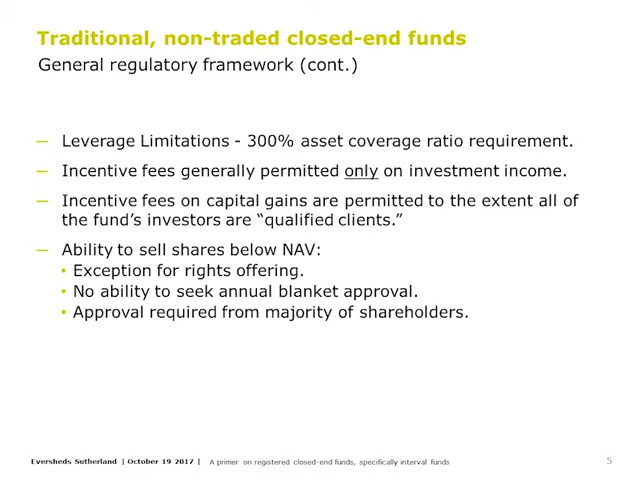 Traditional, non-traded closed-end funds
General regulatory framework (cont.)
— Leverage Limitations - 300% asset coverage ratio requirement.
— Incentive fees generally permitted only on investment income.
— Incentive fees on capital gains are permitted to the extent all of
the fund's investors are “qualified clients.”
— Ability to sell shares below NAV:
• Exception for rights offering.
• No ability to seek annual blanket approval.
• Approval required from majority of shareholders.
Eversheds Sutherland | October 19 2017 | A primer on registered closed-end funds, specifically interval funds 5